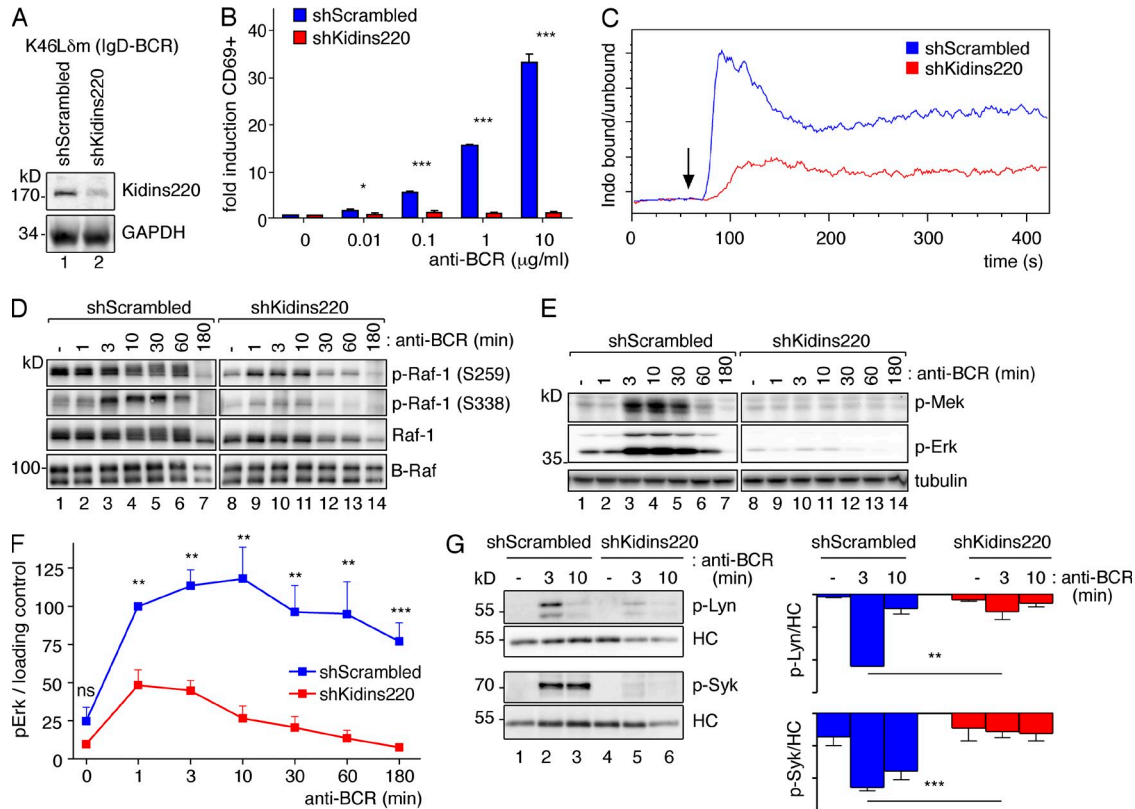 A
K46Lδm (IgD-BCR)
shScrambled
shKidins220
kD
170
Kidins220
34
GAPDH
1 2
B
shScrambled
shKidins220
fold induction CD69+
40
30
20
10
0
* *** *** ***
0 0.01 0.1 1 10
anti-BCR (μg/ml)
C
shScrambled
shKidins220
Indo bound/unbound
0 100 200 300 400
time (s)
D
shScrambled shKidins220
- 1 3 10 30 60 180 - 1 3 10 30 60 180 : anti-BCR (min)
kD
p-Raf-1 (S259)
p-Raf-1 (S338)
Raf-1
100 B-Raf
1 2 3 4 5 6 7 8 9 10 11 12 13 14
E
shScrambled shKidins220
- 1 3 10 30 60 180 - 1 3 10 30 60 180 : anti-BCR (min)
kD
p-Mek
p-Erk
35
tubulin
1 2 3 4 5 6 7 8 9 10 11 12 13 14
F
pErk / loading control
125
100
75
50
25
0
ns ** ** ** ** ** ***
shScrambled
shKidins220
0 1 3 10 30 60 180
anti-BCR (min)
G
shScrambled shKidins220
- 3 10 - 3 10 : anti-BCR (min)
kD
55 p-Lyn
55 HC
70 p-Syk
55 HC
1 2 3 4 5 6
shScrambled shKidins220
- 3 10 - 3 10 : anti-BCR (min)
p-Lyn/HC
**
p-Syk/HC
***